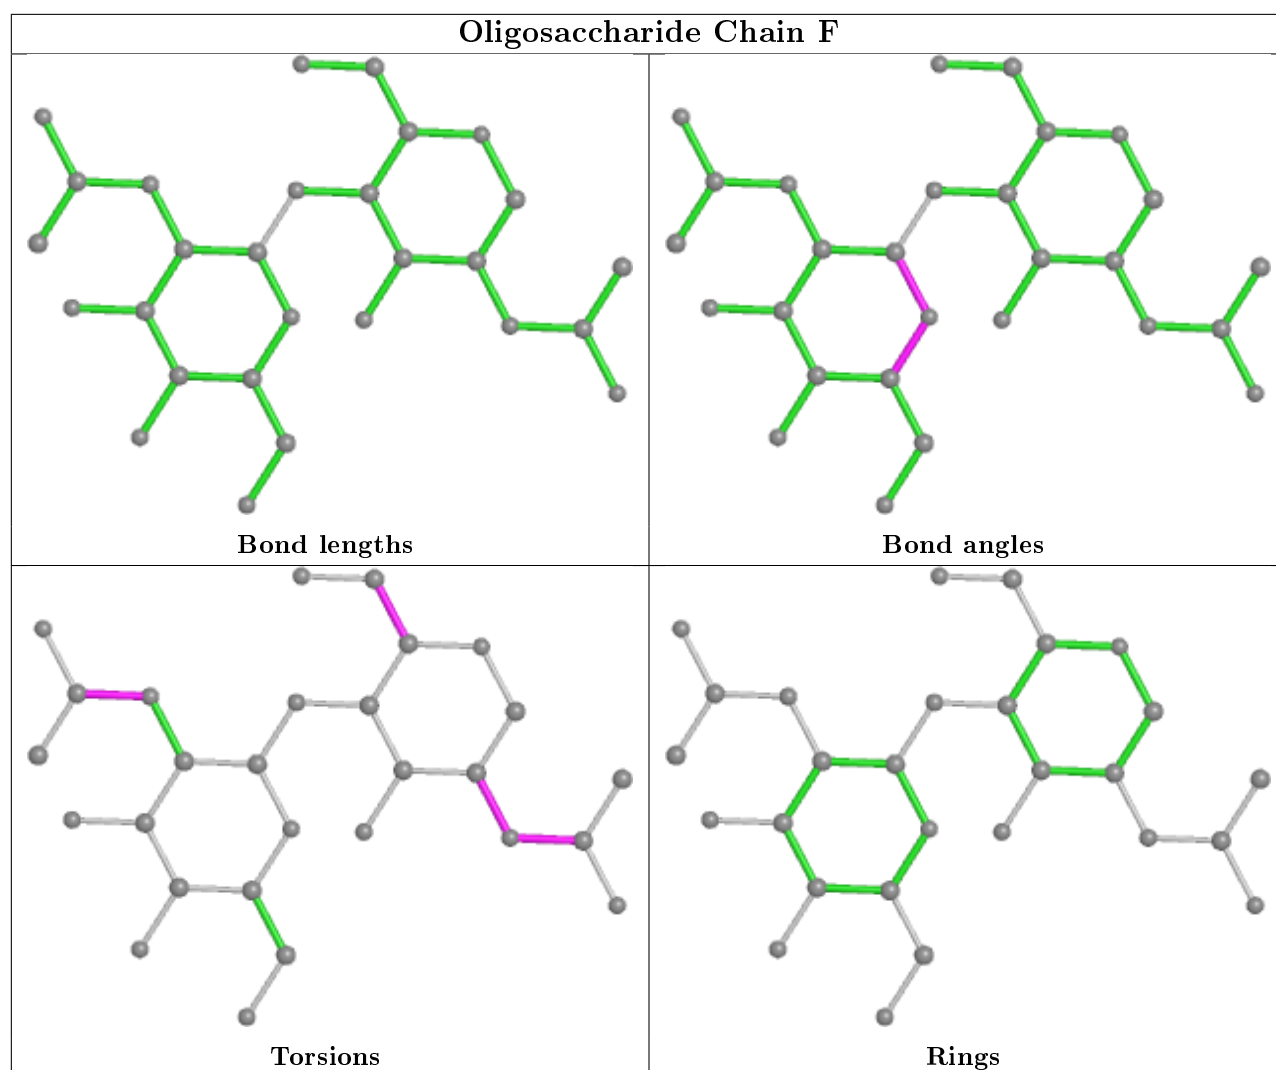 Oligosaccharide Chain F
Bond lengths
Bond angles
Torsions
Rings